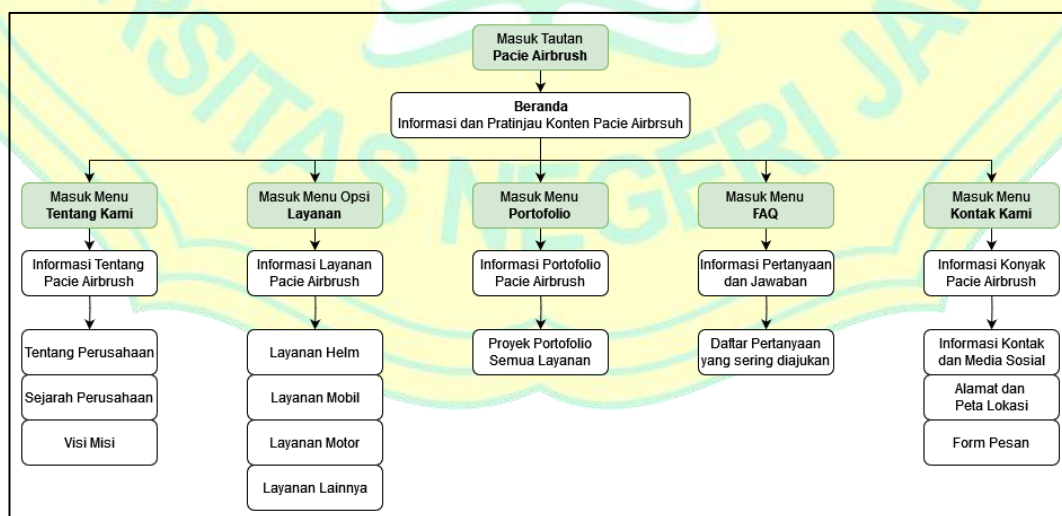 Masuk Tautan
Pacie Airbrush
Beranda
Informasi dan Pratinjau Konten Pacie Airbrsuh
Masuk Menu
Tentang Kami
Informasi Tentang
Pacie Airbrush
Tentang Perusahaan
Sejarah Perusahaan
Visi Misi
Masuk Menu Opsi
Layanan
Informasi Layanan
Pacie Airbrush
Layanan Helm
Layanan Mobil
Layanan Motor
Layanan Lainnya
Masuk Menu
Portofolio
Informasi Portofolio
Pacie Airbrush
Proyek Portofolio
Semua Layanan
Masuk Menu
FAQ
Informasi Pertanyaan
dan Jawaban
Daftar Pertanyaan
yang sering diajukan
Masuk Menu
Kontak Kami
Informasi Konyak
Pacie Airbrush
Informasi Kontak
dan Media Sosial
Alamat dan
Peta Lokasi
Form Pesan
SITAS NEGERI JA